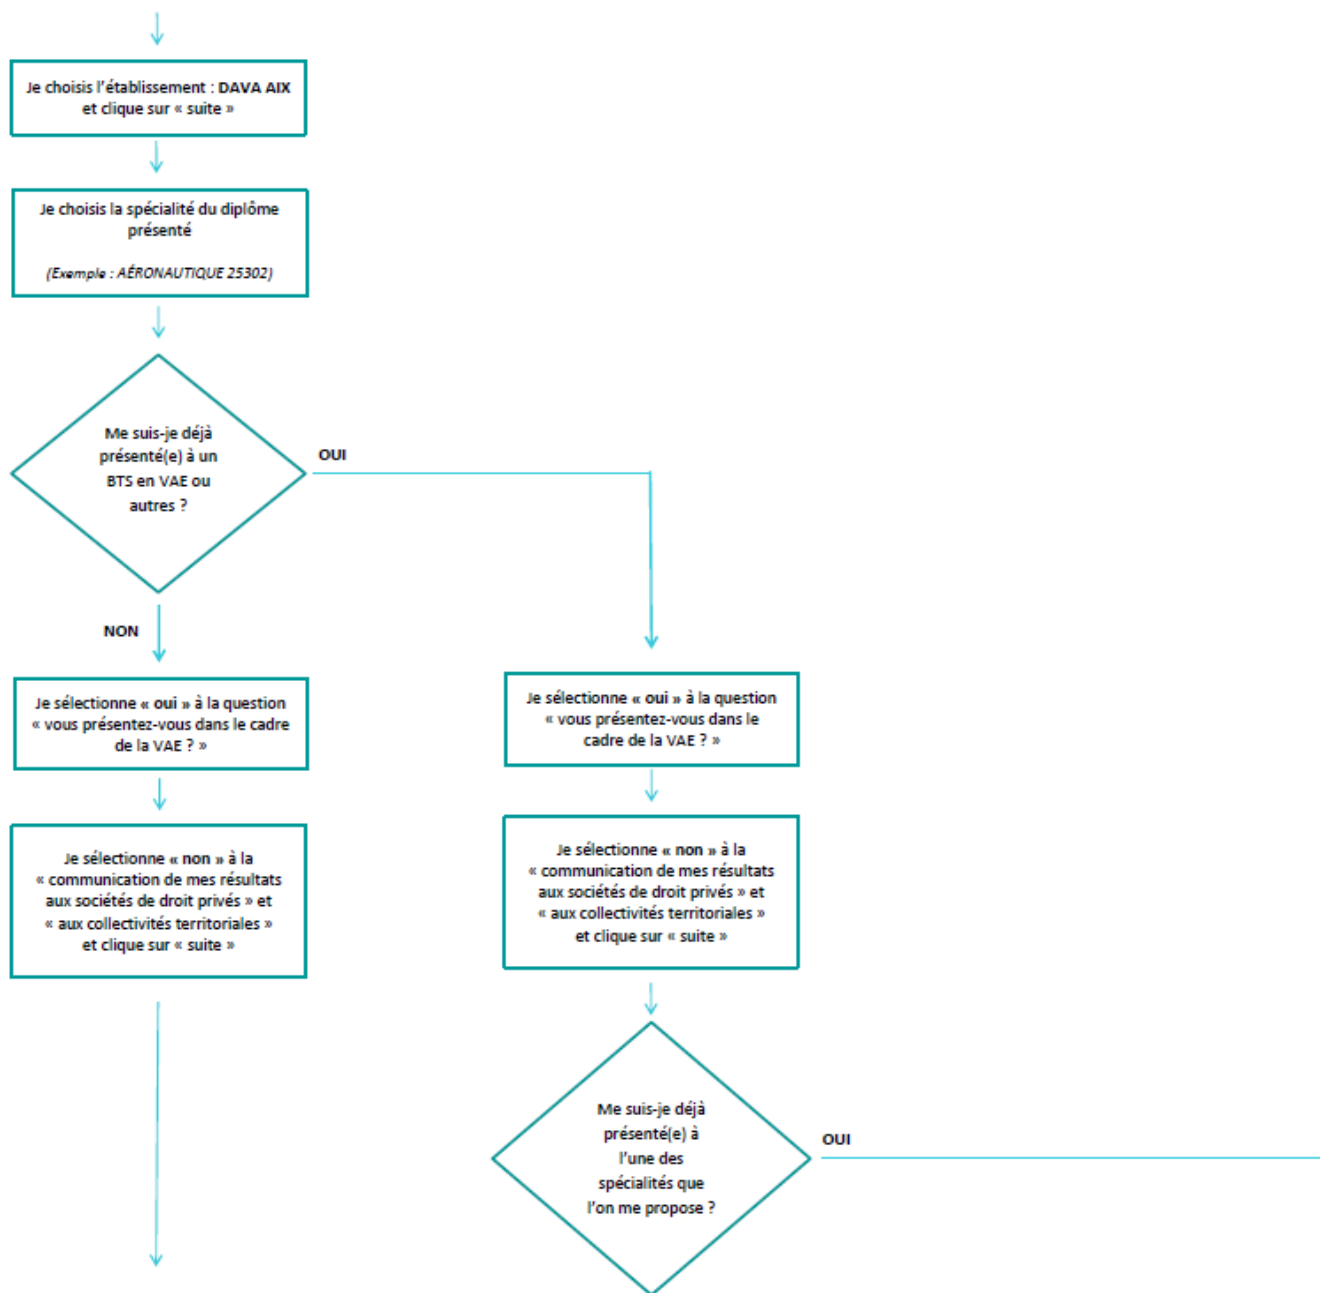 Je choisis l'établissement : DAVA AIX
et clique sur « suite »
Je choisis la spécialité du diplôme
présenté
(Exemple : AÉRONAUTIQUE 25302)
Me suis-je déjà
présenté(e) à un
BTS en VAE ou
autres ?
OUI
NON
Je sélectionne « oui » à la question
« vous présentez-vous dans le cadre
de la VAE ? »
Je sélectionne « non » à la
« communication de mes résultats
aux sociétés de droit privés » et
« aux collectivités territoriales »
et clique sur « suite »
Je sélectionne « oui » à la question
« vous présentez-vous dans le
cadre de la VAE ? »
Je sélectionne « non » à la
« communication de mes résultats
aux sociétés de droit privés » et
« aux collectivités territoriales »
et clique sur « suite »
Me suis-je déjà
présenté(e) à
l'une des
spécialités que
l'on me propose ?
OUI